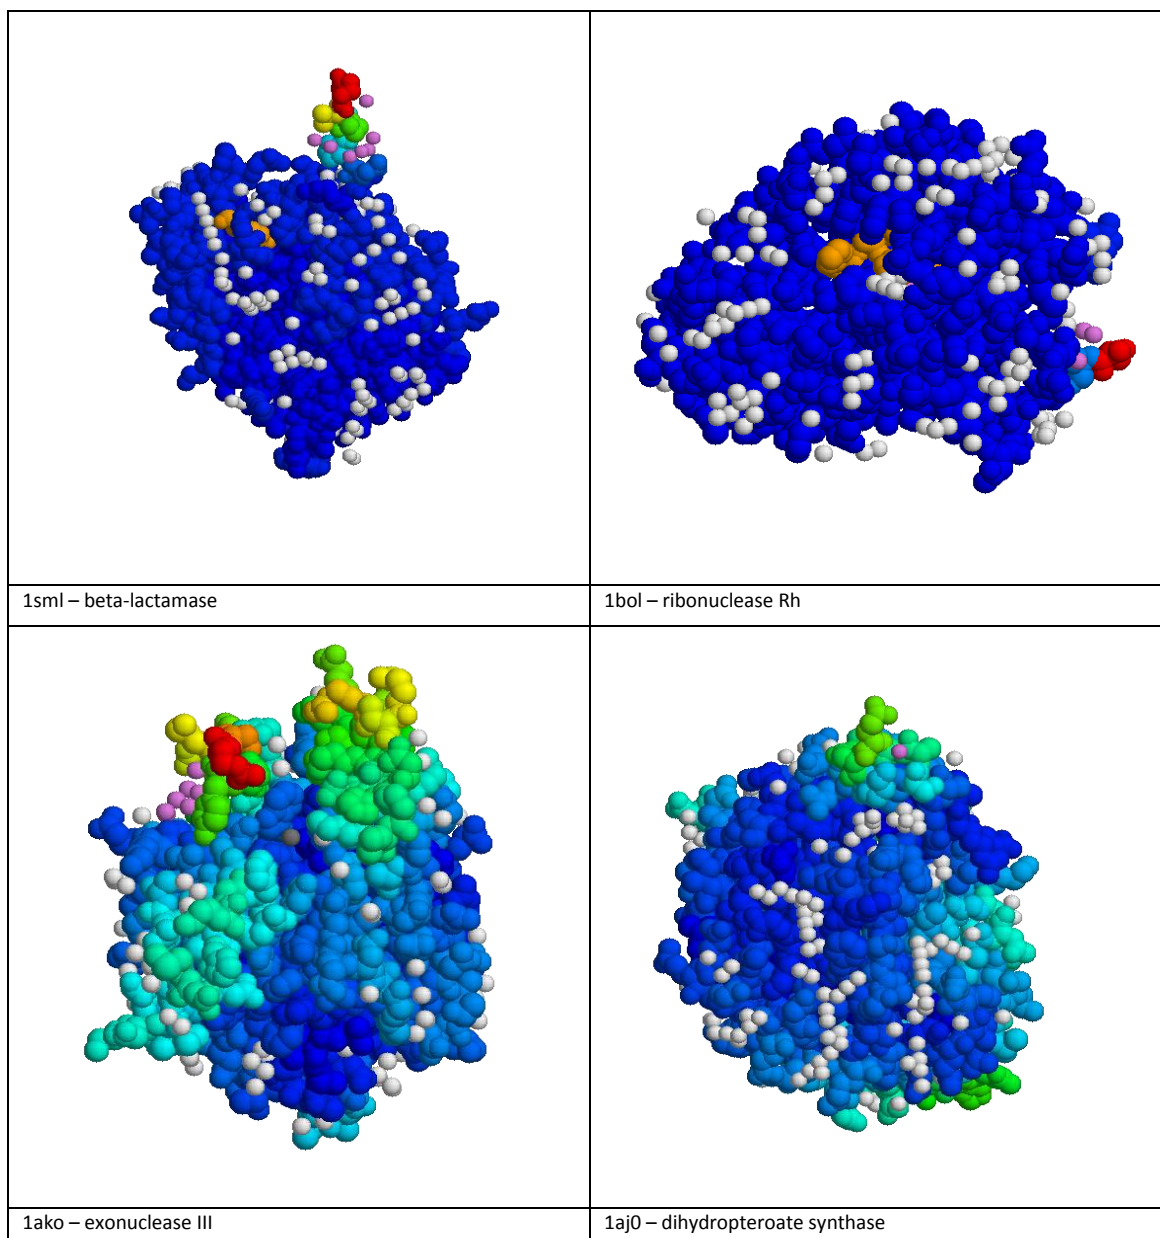 1sml – beta-lactamase
1bol – ribonuclease Rh
1ako – exonuclease III
1aj0 – dihydropteroate synthase